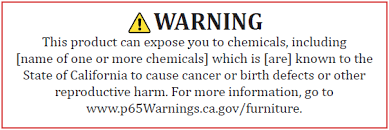 WARNING
This product can expose you to chemicals, including
[name of one or more chemicals] which is [are] known to the
State of California to cause cancer or birth defects or other
reproductive harm. For more information, go to
www.p65Warnings.ca.gov/furniture.